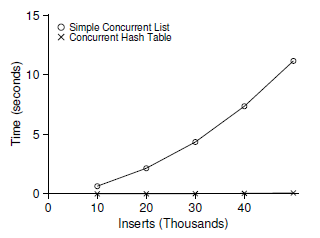 15
Simple Concurrent List
Concurrent Hash Table
10
5
0
Time (seconds)
0 10 20 30 40
Inserts (Thousands)